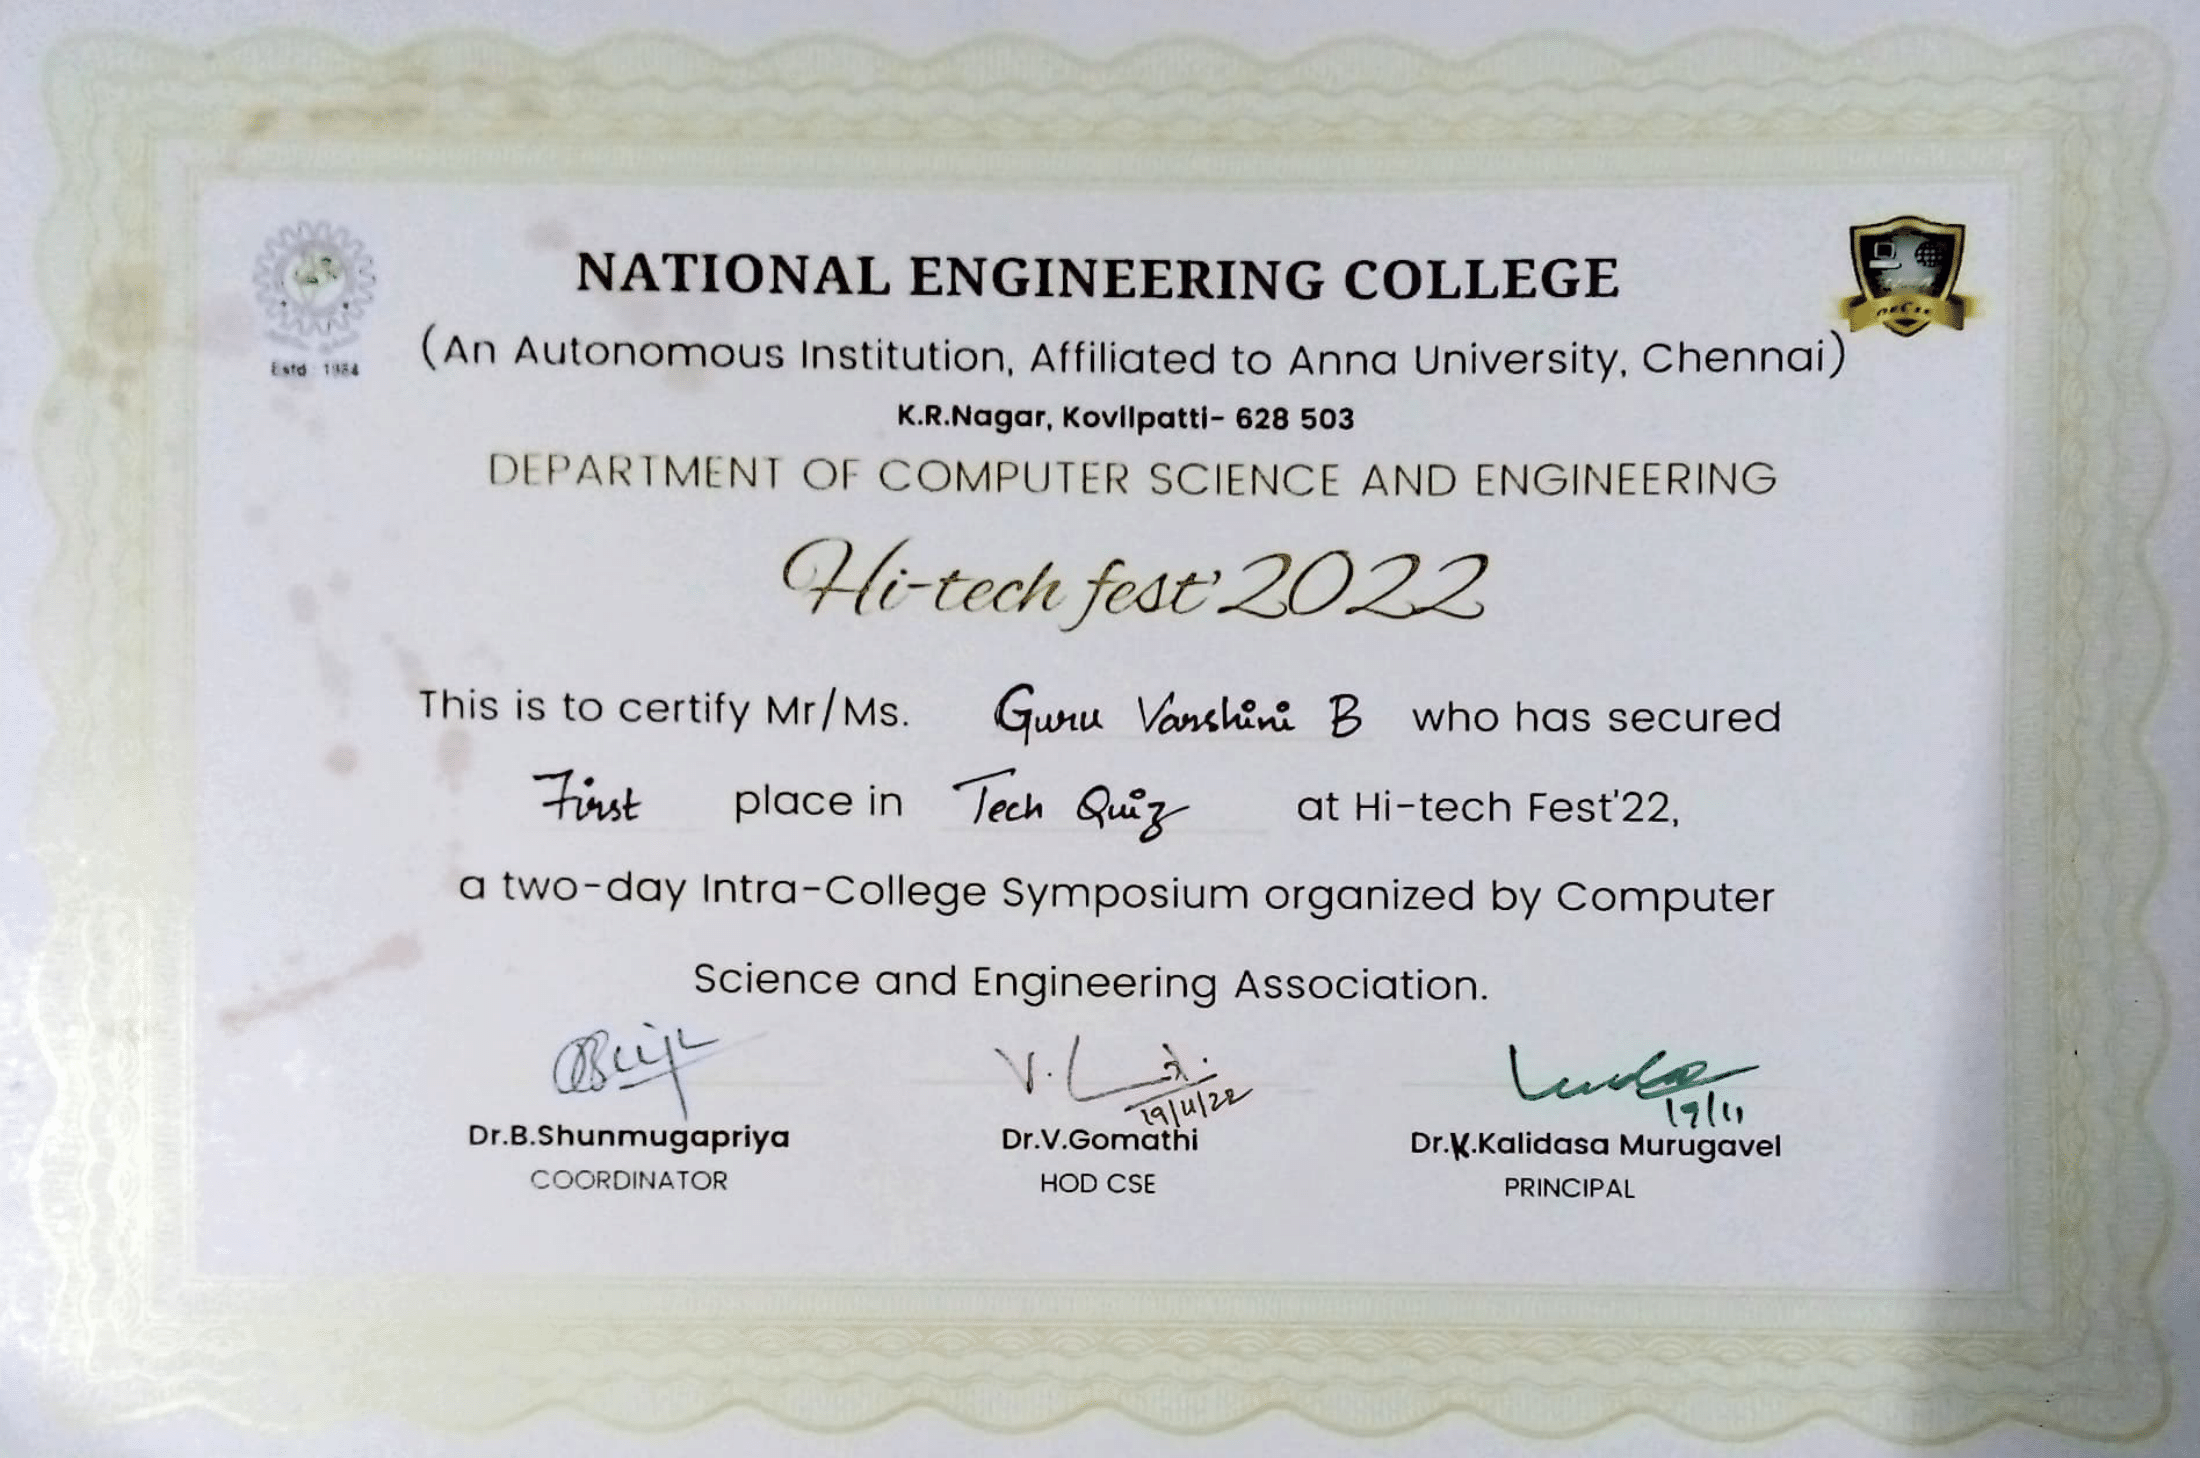 NATIONAL ENGINEERING COLLEGE
(An Autonomous Institution, Affiliated to Anna University, Chennai)
Estd : 1984
K.R.Nagar, Kovilpatti- 628 503
DEPARTMENT OF COMPUTER SCIENCE AND ENGINEERING
Hi-tech fest'2022
This is to certify Mr/Ms. Guru Varshini B who has secured
First place in Tech Quiz at Hi-tech Fest'22,
a two-day Intra-College Symposium organized by Computer
Science and Engineering Association.
19/11/22
19/11
Dr.B.Shunmugapriya Dr.V.Gomathi Dr.K.Kalidasa Murugavel
COORDINATOR HOD CSE PRINCIPAL